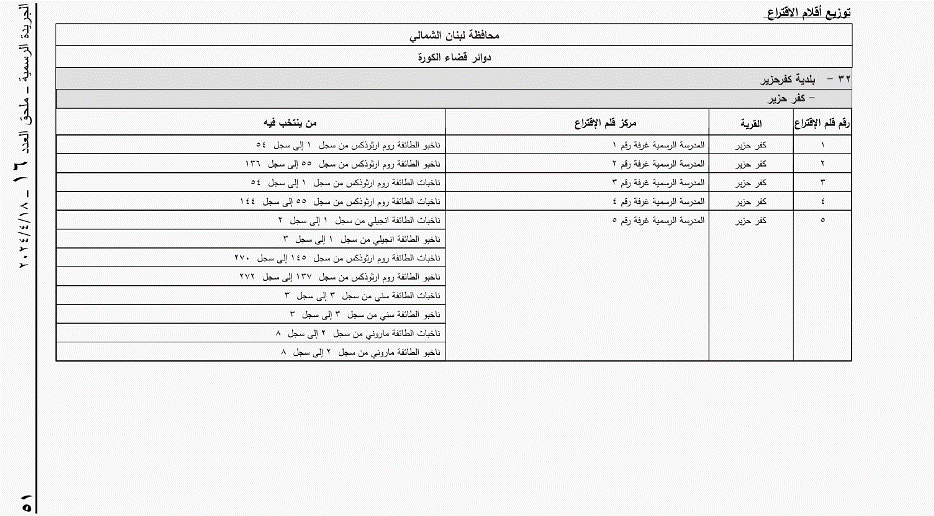 توزيع أقلام الاقتراع
محافظة لبنان الشمالي
دوائر قضاء الكورة
٣٢ - بلدية كفرحزير
- كفر حزير
رقم قلم الإقتراع القرية مركز قلم الإقتراع من ينتخب فيه
١ كفر حزير المدرسة الرسمية غرفة رقم ١ ناخبو الطائفة روم ارثوذكس من سجل ١ إلى سجل ٥٤
٢ كفر حزير المدرسة الرسمية غرفة رقم ٢ ناخبو الطائفة روم ارثوذكس من سجل ٥٥ إلى سجل ١٣٦
٣ كفر حزير المدرسة الرسمية غرفة رقم ٣ ناخبات الطائفة روم ارثوذكس من سجل ١ إلى سجل ٥٤
٤ كفر حزير المدرسة الرسمية غرفة رقم ٤ ناخبات الطائفة روم ارثوذكس من سجل ٥٥ إلى سجل ١٤٤
٥ كفر حزير المدرسة الرسمية غرفة رقم ٥ ناخبات الطائفة انجيلي من سجل ١ إلى سجل ٢
ناخبو الطائفة انجيلي من سجل ١ إلى سجل ٣
ناخبات الطائفة روم ارثوذكس من سجل ١٤٥ إلى سجل ٢٧٠
ناخبو الطائفة روم ارثوذكس من سجل ١٣٧ إلى سجل ٢٧٢
ناخبات الطائفة سني من سجل ٣ إلى سجل ٣
ناخبو الطائفة سني من سجل ٣ إلى سجل ٣
ناخبات الطائفة ماروني من سجل ٢ إلى سجل ٨
ناخبو الطائفة ماروني من سجل ٢ إلى سجل ٨
الجريدة الرسمية - ملحق العدد ١٦ - ٢٠٢٤/٤/١٨
٥١